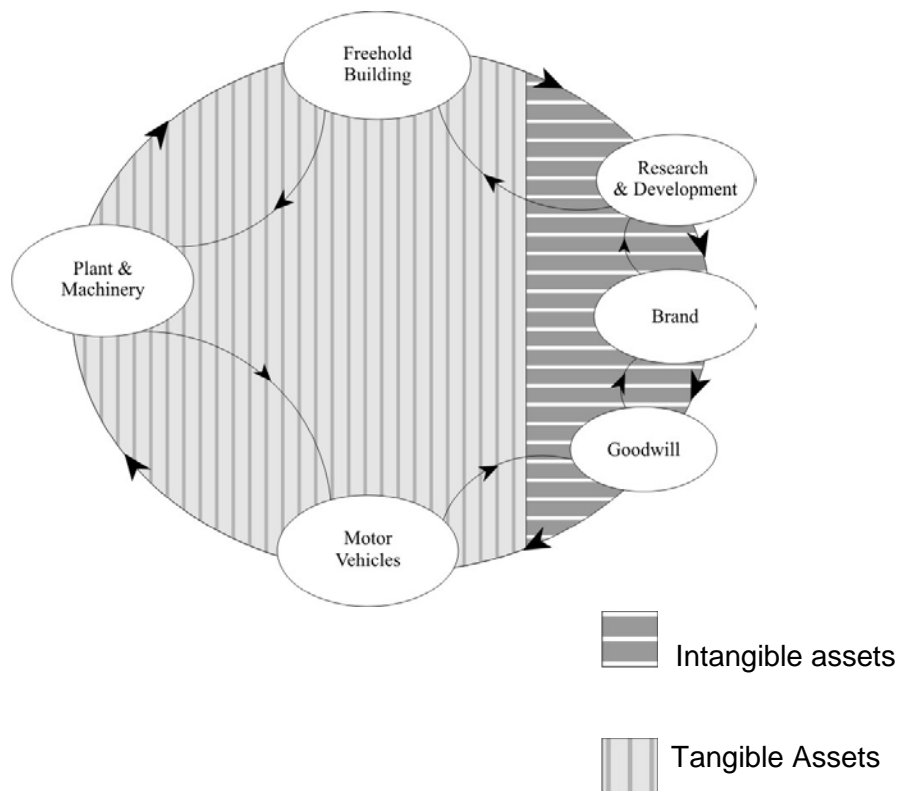 Freehold
Building
Research
& Development
Plant &
Machinery
Brand
Goodwill
Motor
Vehicles
Intangible assets
Tangible Assets